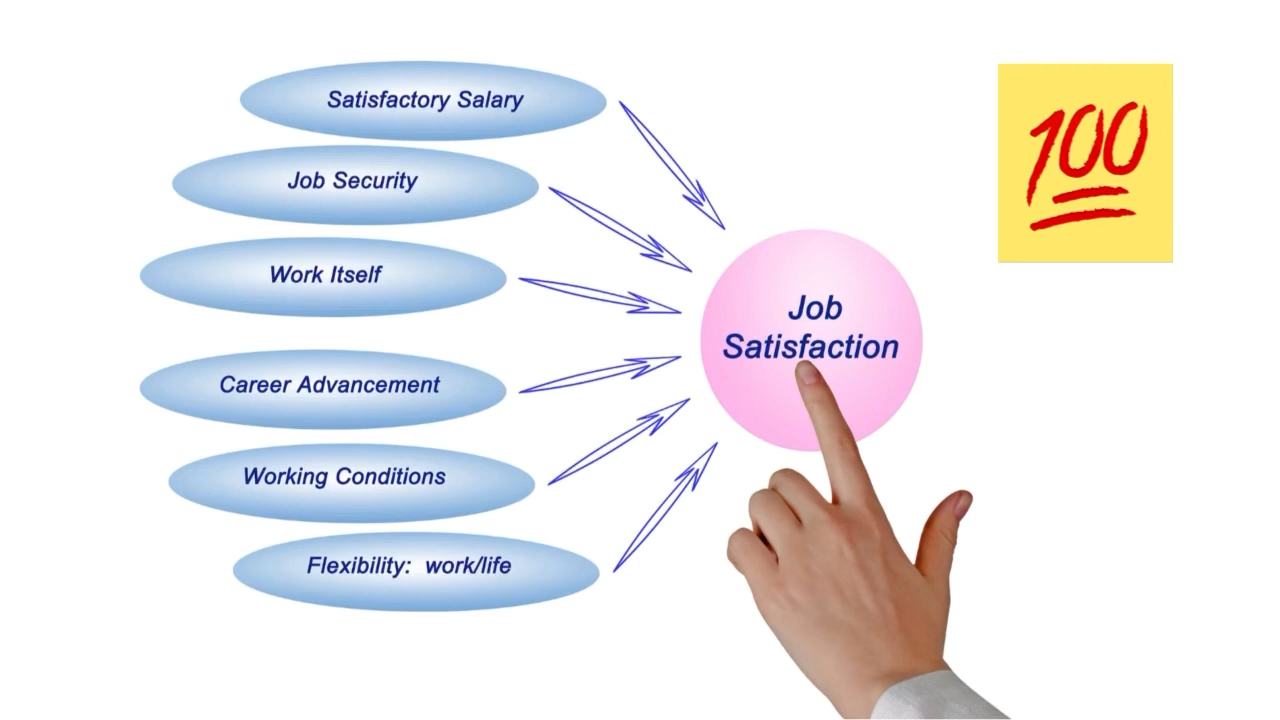 Satisfactory Salary
Job Security
Work Itself
Career Advancement
Working Conditions
Flexibility: work/life
Job
Satisfaction
100